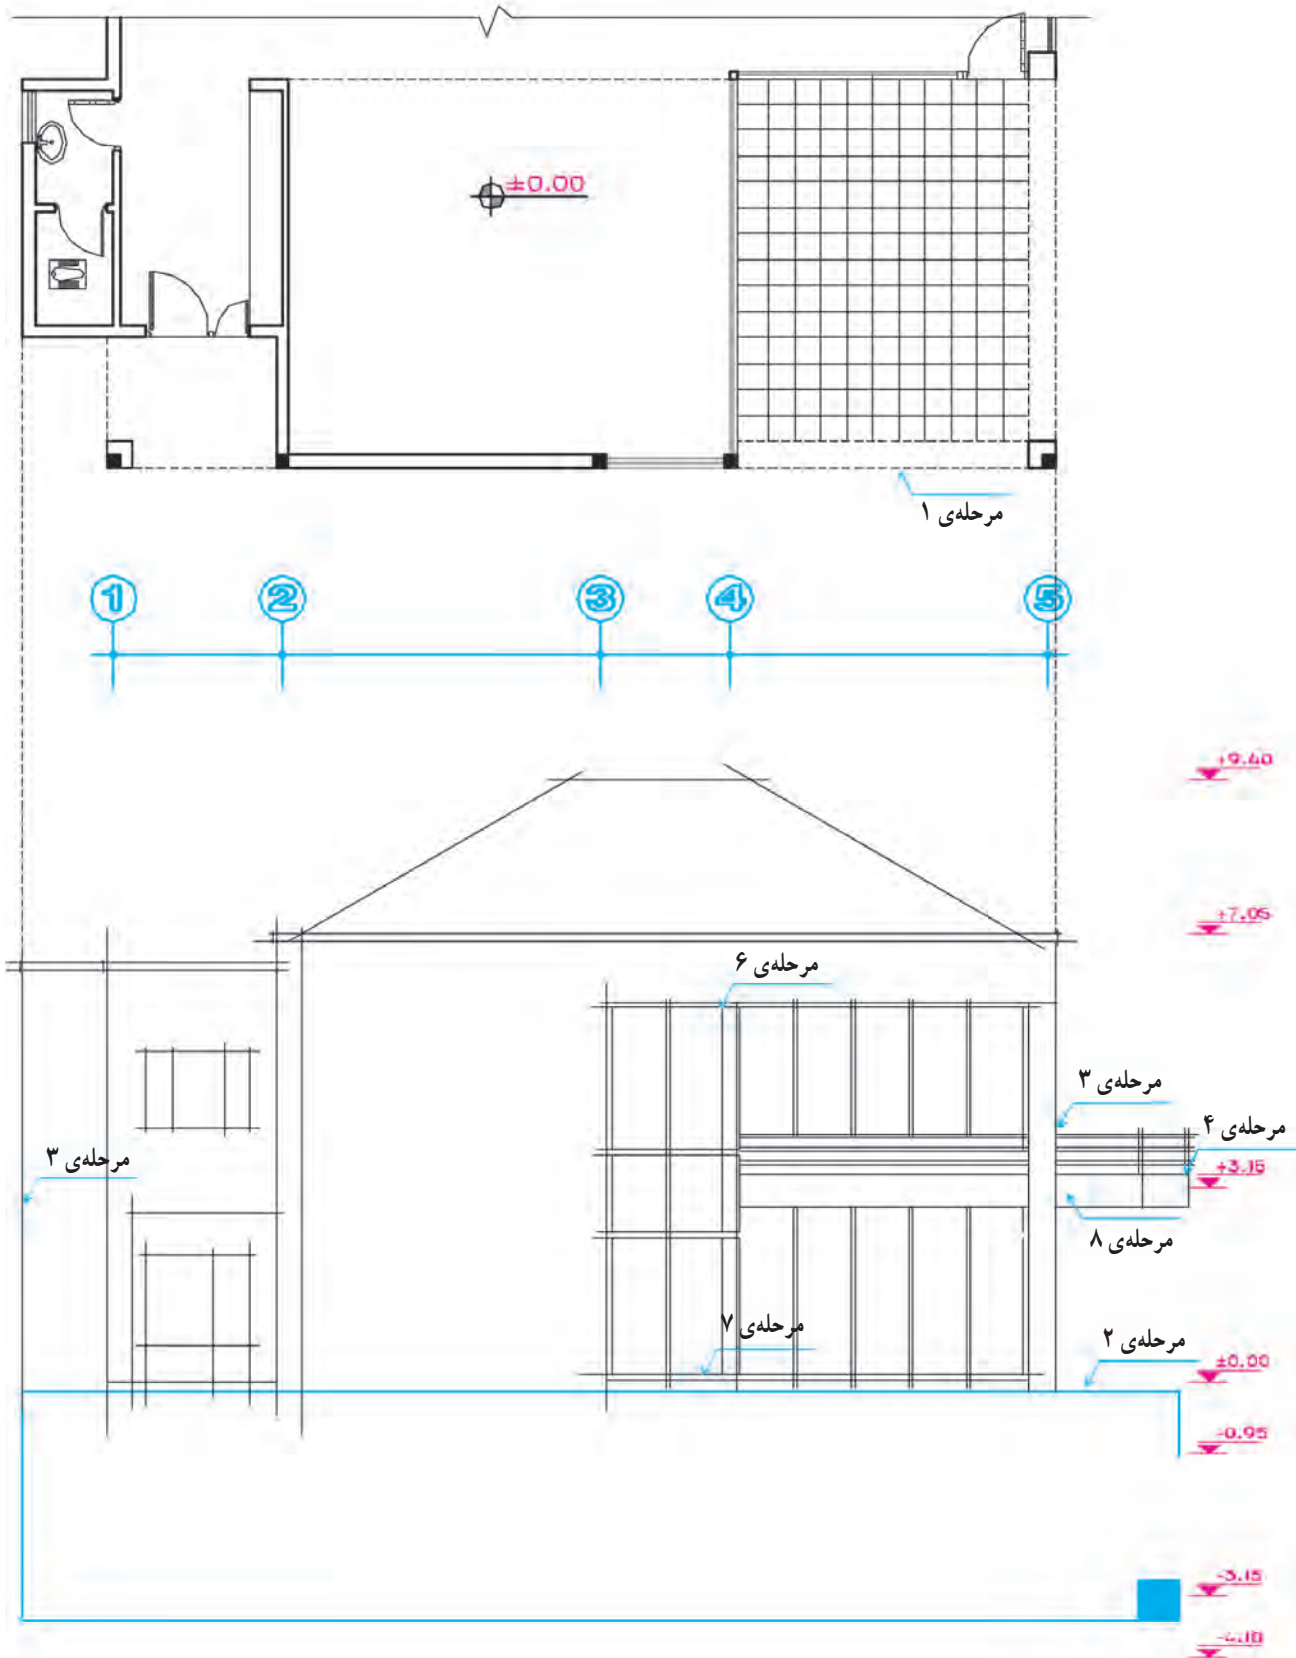 ±0.00
مرحله‌ی ۱
1 2 3 4 5
+9.40
+7.05
مرحله‌ی ۶
مرحله‌ی ۳
مرحله‌ی ۴
مرحله‌ی ۳
+3.15
مرحله‌ی ۸
مرحله‌ی ۷
مرحله‌ی ۲
±0.00
-0.95
-3.15